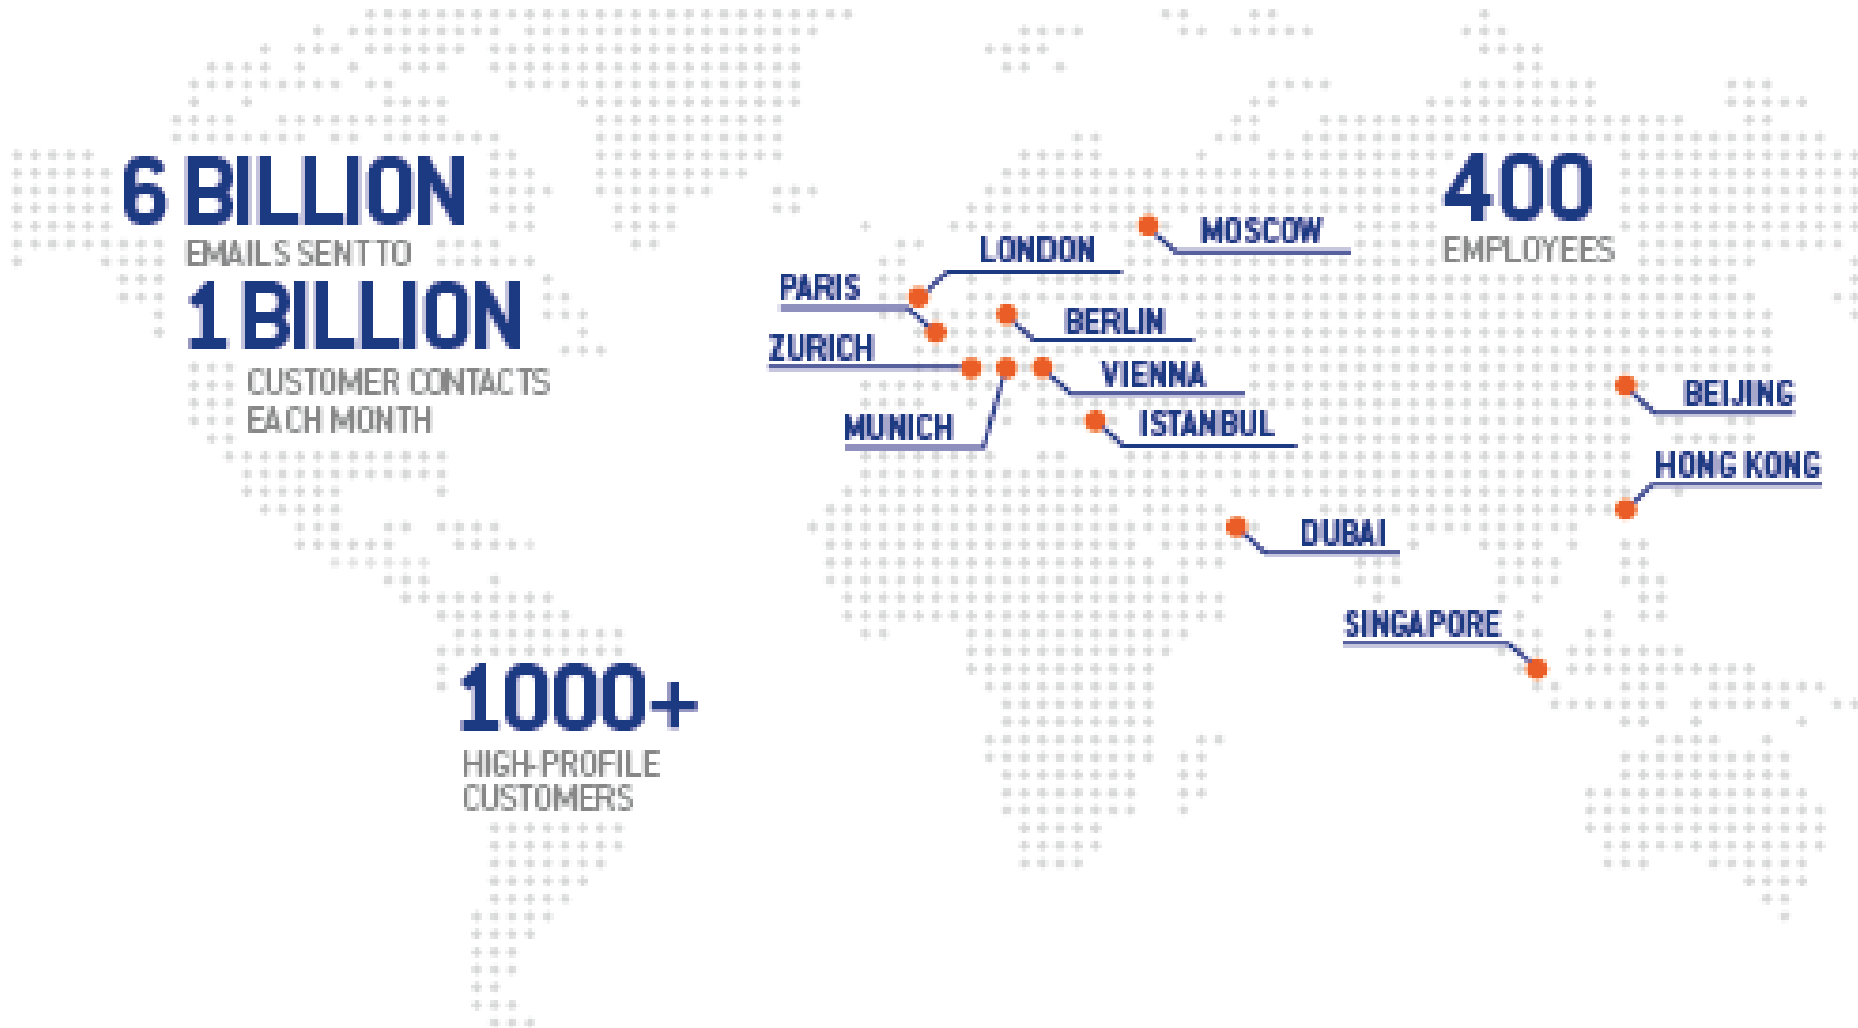 6 BILLION
EMAILS SENT TO
1 BILLION
CUSTOMER CONTACTS
EACH MONTH
1000+
HIGH-PROFILE
CUSTOMERS
400
EMPLOYEES
MOSCOW
LONDON
PARIS
BERLIN
ZURICH
VIENNA
MUNICH
ISTANBUL
BEIJING
HONG KONG
DUBAI
SINGAPORE